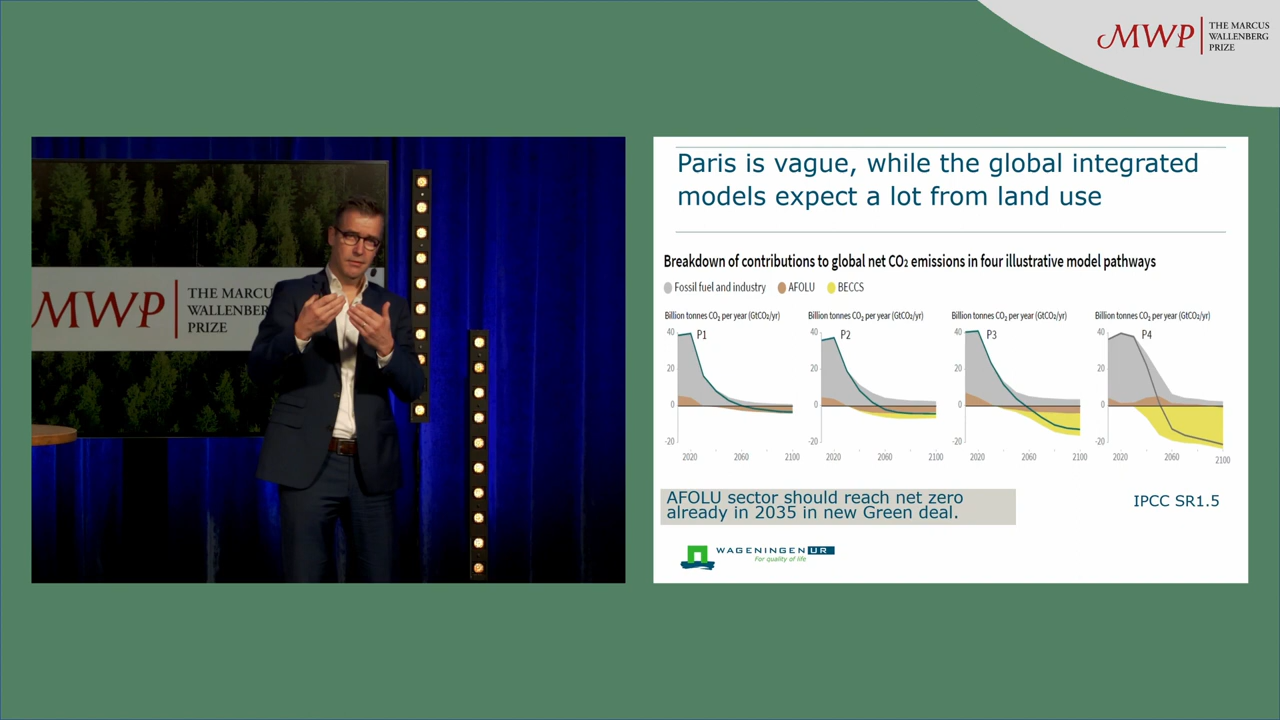 MWP
THE MARCUS
WALLENBERG
PRIZE
MWP
THE MARCU
WALLENBER
PRIZE
Paris is vague, while the global integrated
models expect a lot from land use
Breakdown of contributions to global net CO₂ emissions in four illustrative model pathways
Fossil fuel and industry AFOLU BECCS
Billion tonnes CO₂ per year (GtCO₂/yr) Billion tonnes CO₂ per year (GtCO₂/yr) Billion tonnes CO₂ per year (GtCO₂/yr) Billion tonnes CO₂ per year (GtCO₂/yr)
40 P1 40 P2 40 P3 40 P4
20 20 20 20
0 0 0 0
-20 -20 -20 -20
2020 2060 2100 2020 2060 2100 2020 2060 2100 2020 2060 2100
AFOLU sector should reach net zero
already in 2035 in new Green deal.
IPCC SR1.5
WAGENINGEN UR
For quality of life